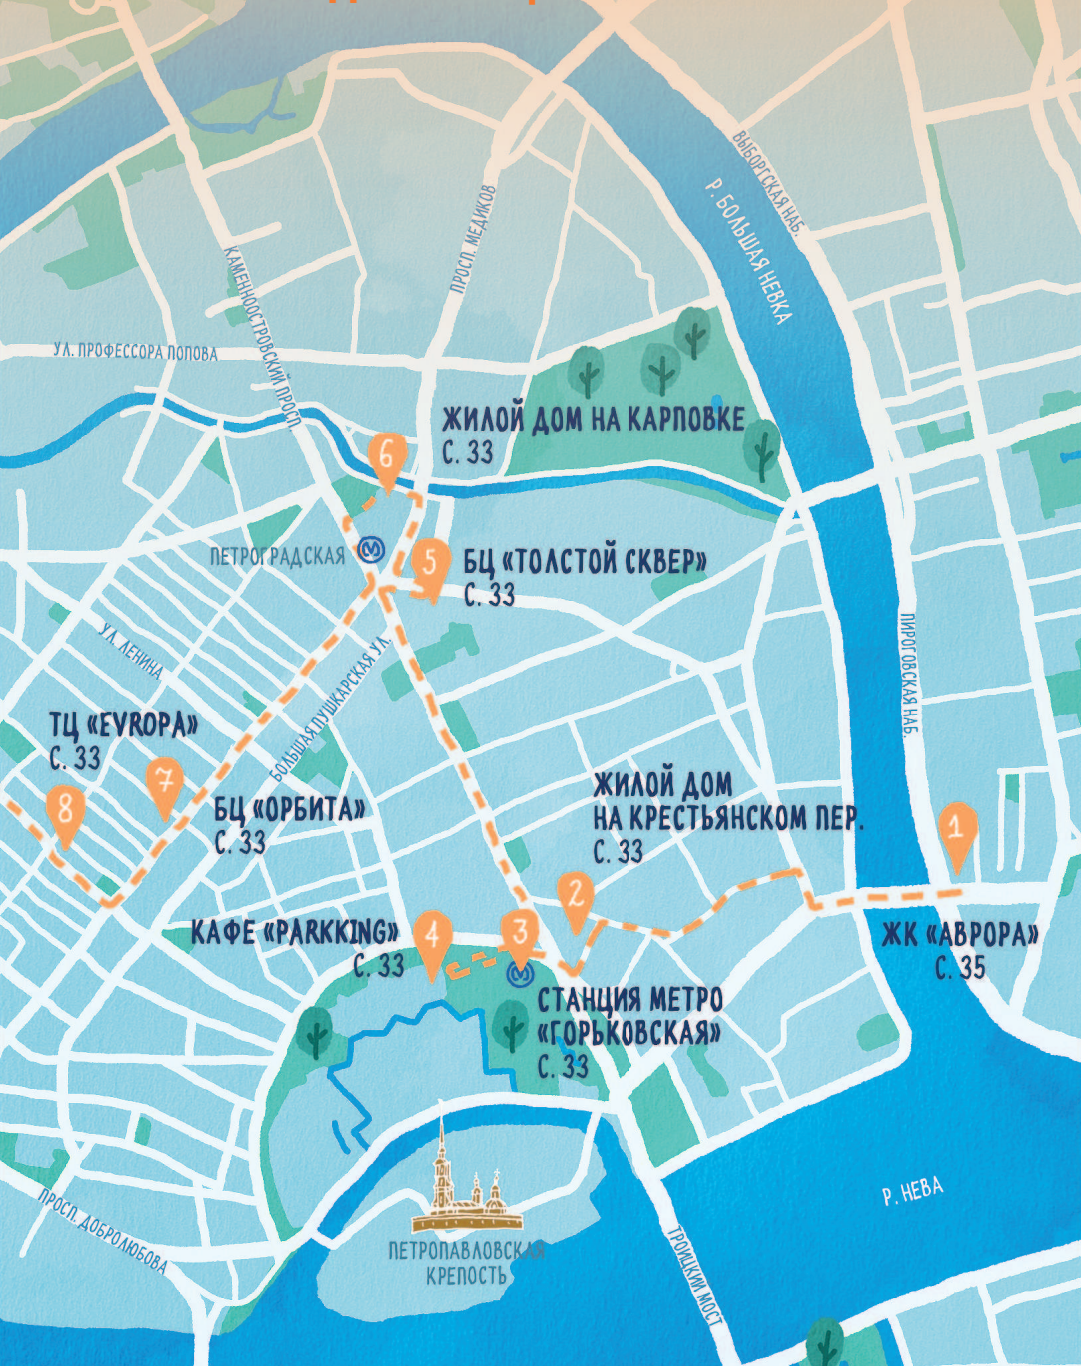 ВЫБОРГСКАЯ НАБ.
Р. БОЛЬШАЯ НЕВКА
ПРОСП. МЕДИКОВ
КАМЕННООСТРОВСКИЙ ПРОСП.
УЛ. ПРОФЕССОРА ПОПОВА
ЖИЛОЙ ДОМ НА КАРПОВКЕ
С. 33
6
ПЕТРОГРАДСКАЯ
М
5
БЦ «ТОЛСТОЙ СКВЕР»
С. 33
УЛ. ЛЕНИНА
БОЛЬШАЯ ПУШКАРСКАЯ УЛ.
ПИРОГОВСКАЯ НАБ.
ТЦ «EVROPA»
С. 33
7
8
БЦ «ОРБИТА»
С. 33
ЖИЛОЙ ДОМ
НА КРЕСТЬЯНСКОМ ПЕР.
С. 33
1
2
КАФЕ «PARKKING»
С. 33
4
3
М
ЖК «АВРОРА»
С. 35
СТАНЦИЯ МЕТРО
«ГОРЬКОВСКАЯ»
С. 33
Р. НЕВА
ПРОСП. ДОБРОЛЮБОВА
ПЕТРОПАВЛОВСКАЯ
КРЕПОСТЬ
ТРОИЦКИЙ МОСТ